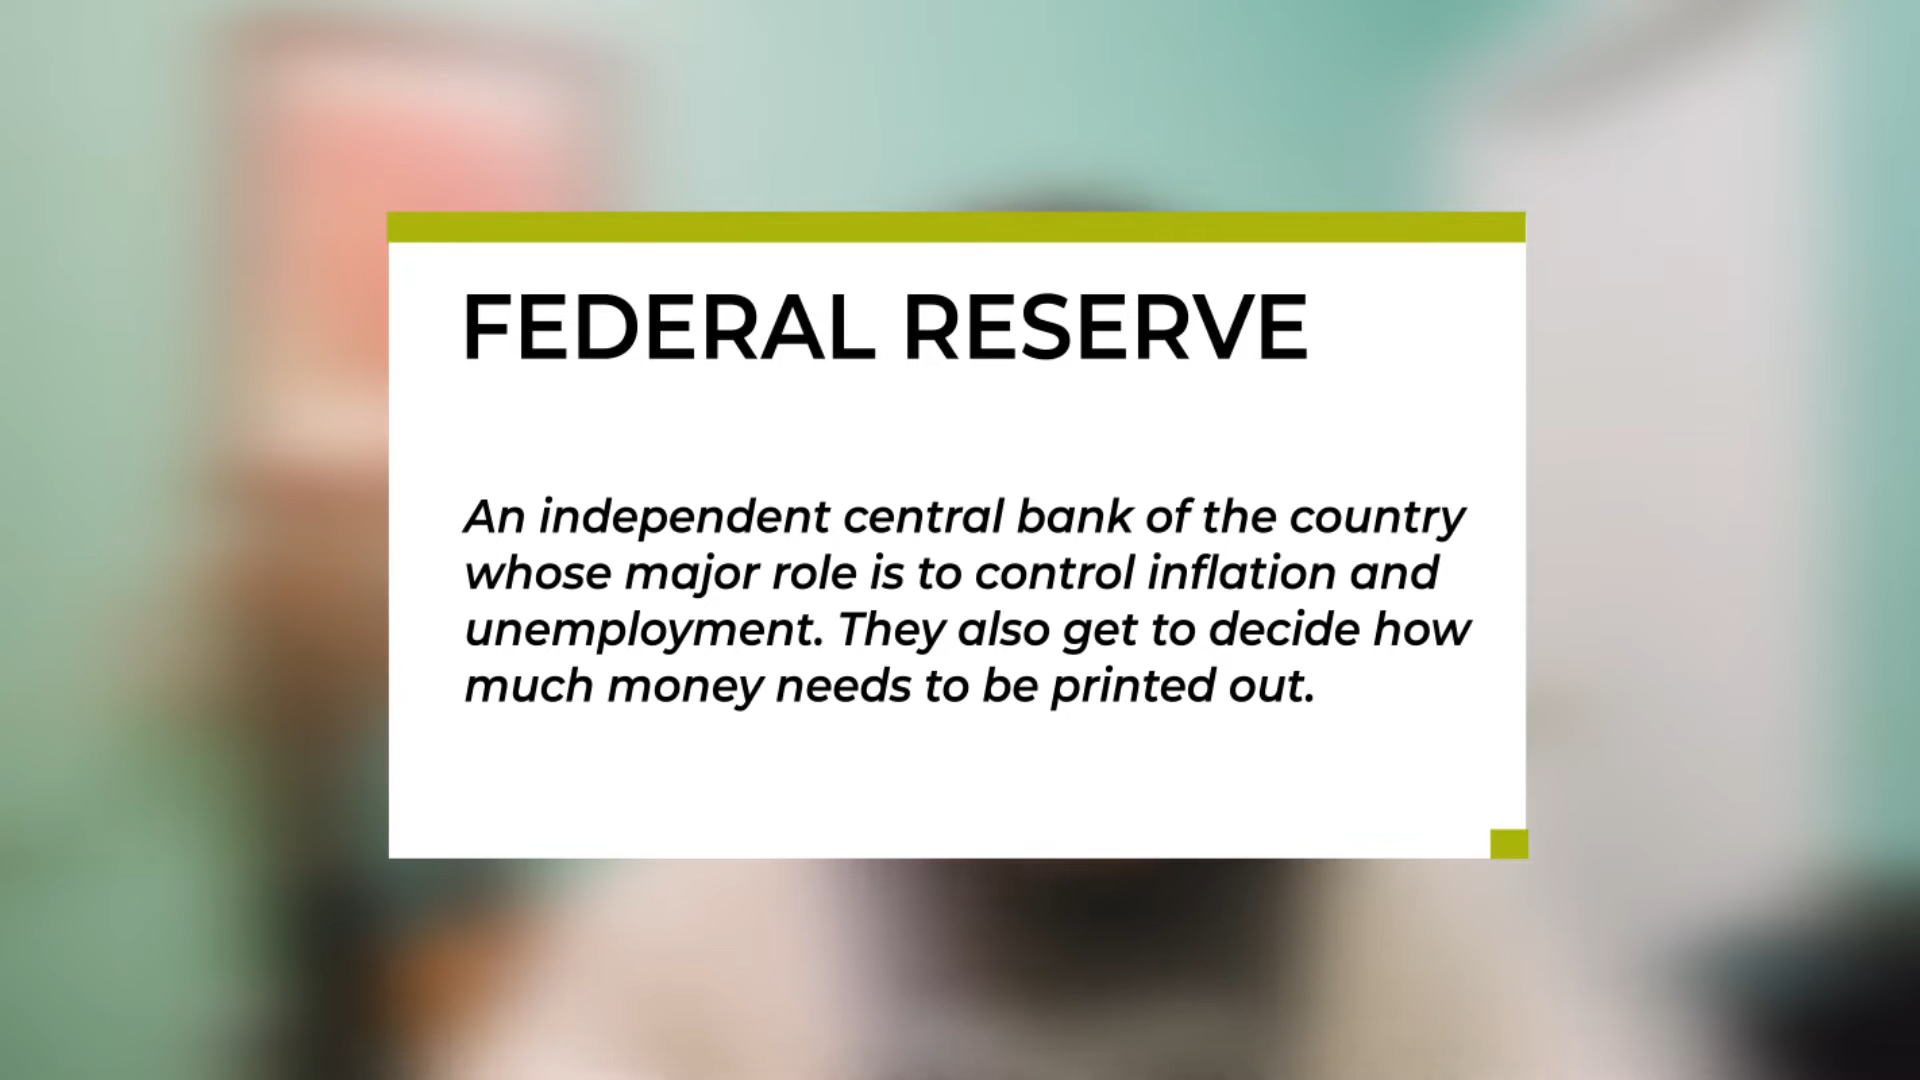 FEDERAL RESERVE
An independent central bank of the country
whose major role is to control inflation and
unemployment. They also get to decide how
much money needs to be printed out.